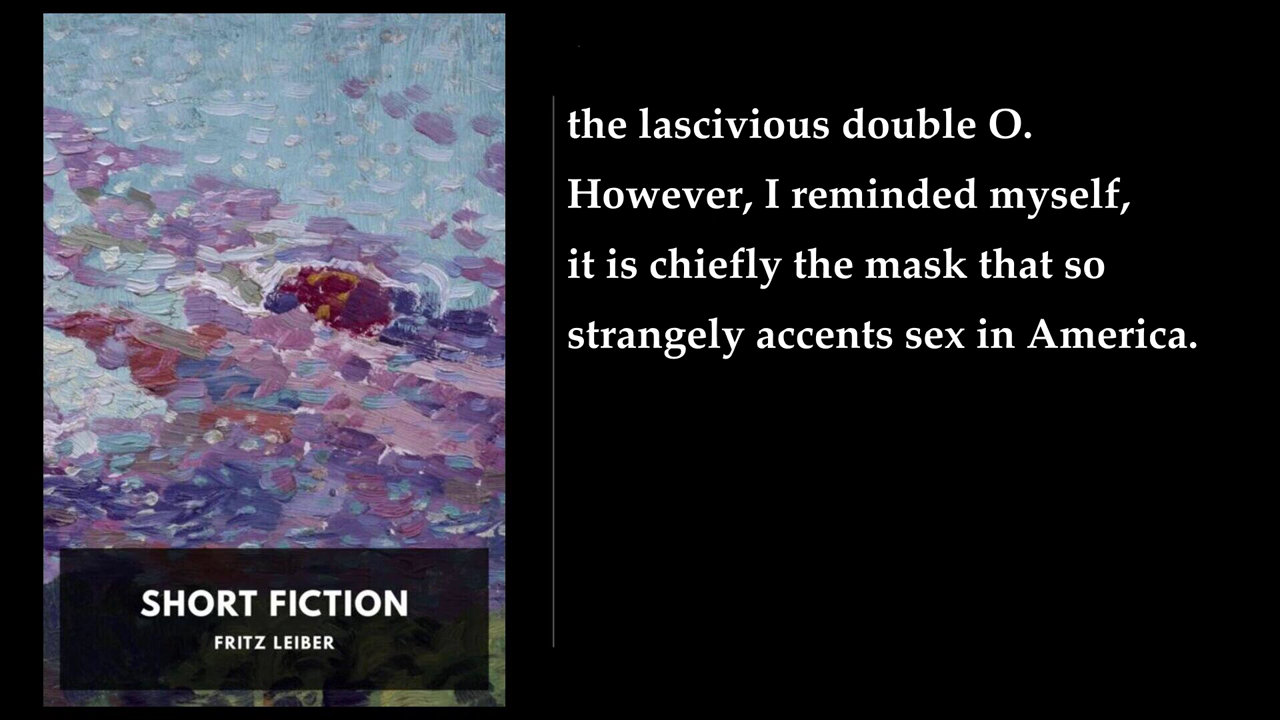 the lascivious double O.
However, I reminded myself,
it is chiefly the mask that so
strangely accents sex in America.
SHORT FICTION
FRITZ LEIBER